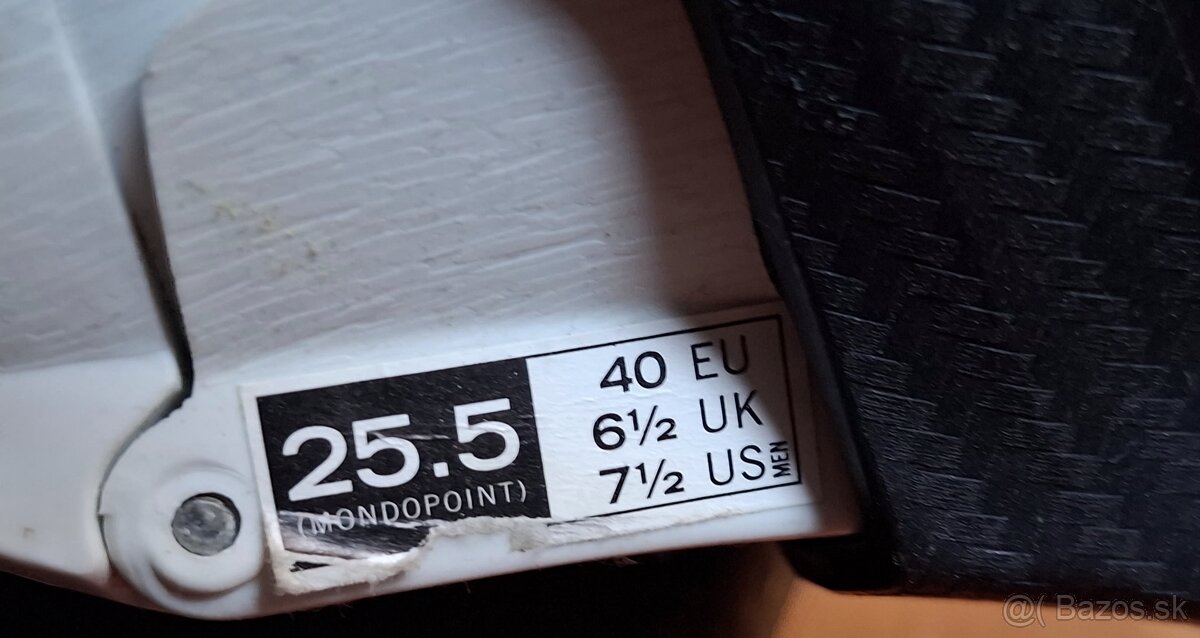 25.5
(MONDOPOINT)
40 EU
6½ UK
7½ US MEN
@( Bazos.sk